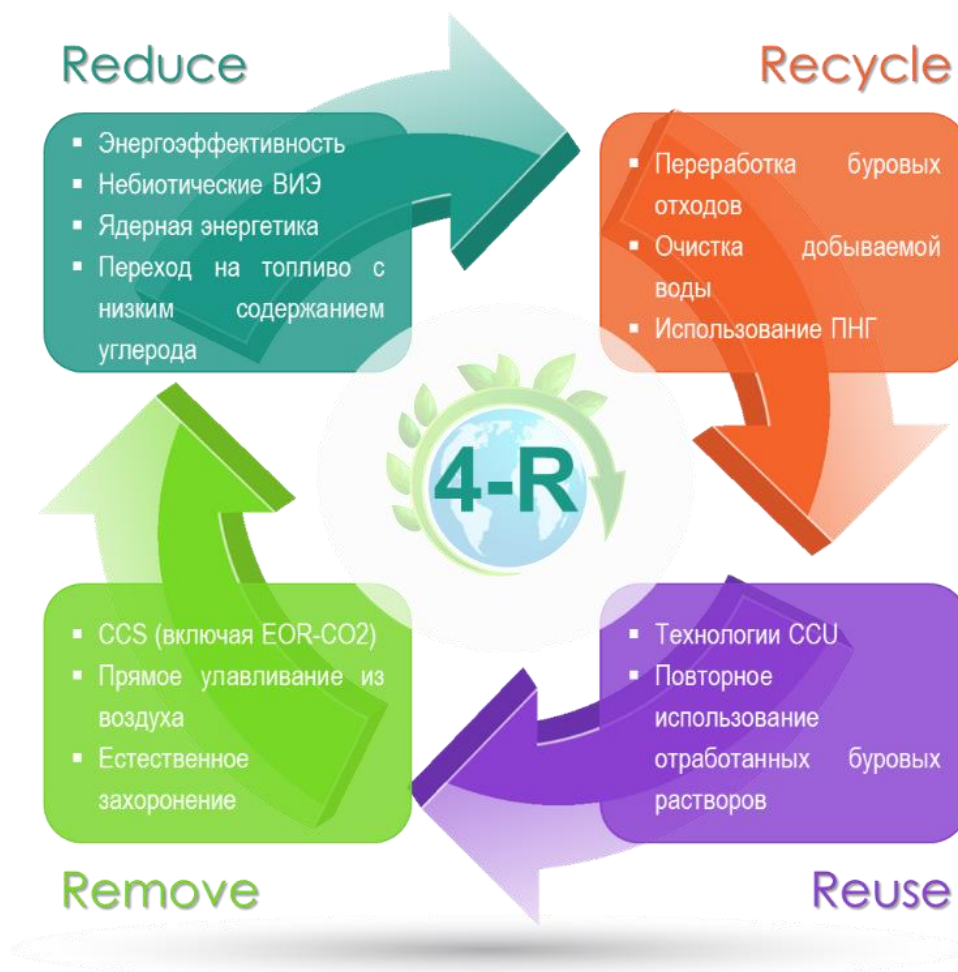 Reduce
▪ Энергоэффективность
▪ Небиотические ВИЭ
▪ Ядерная энергетика
▪ Переход на топливо с
низким содержанием
углерода
Recycle
▪ Переработка буровых
отходов
▪ Очистка добываемой
воды
▪ Использование ПНГ
4-R
▪ CCS (включая EOR-CO2)
▪ Прямое улавливание из
воздуха
▪ Естественное
захоронение
Remove
▪ Технологии CCU
▪ Повторное
использование
отработанных буровых
растворов
Reuse